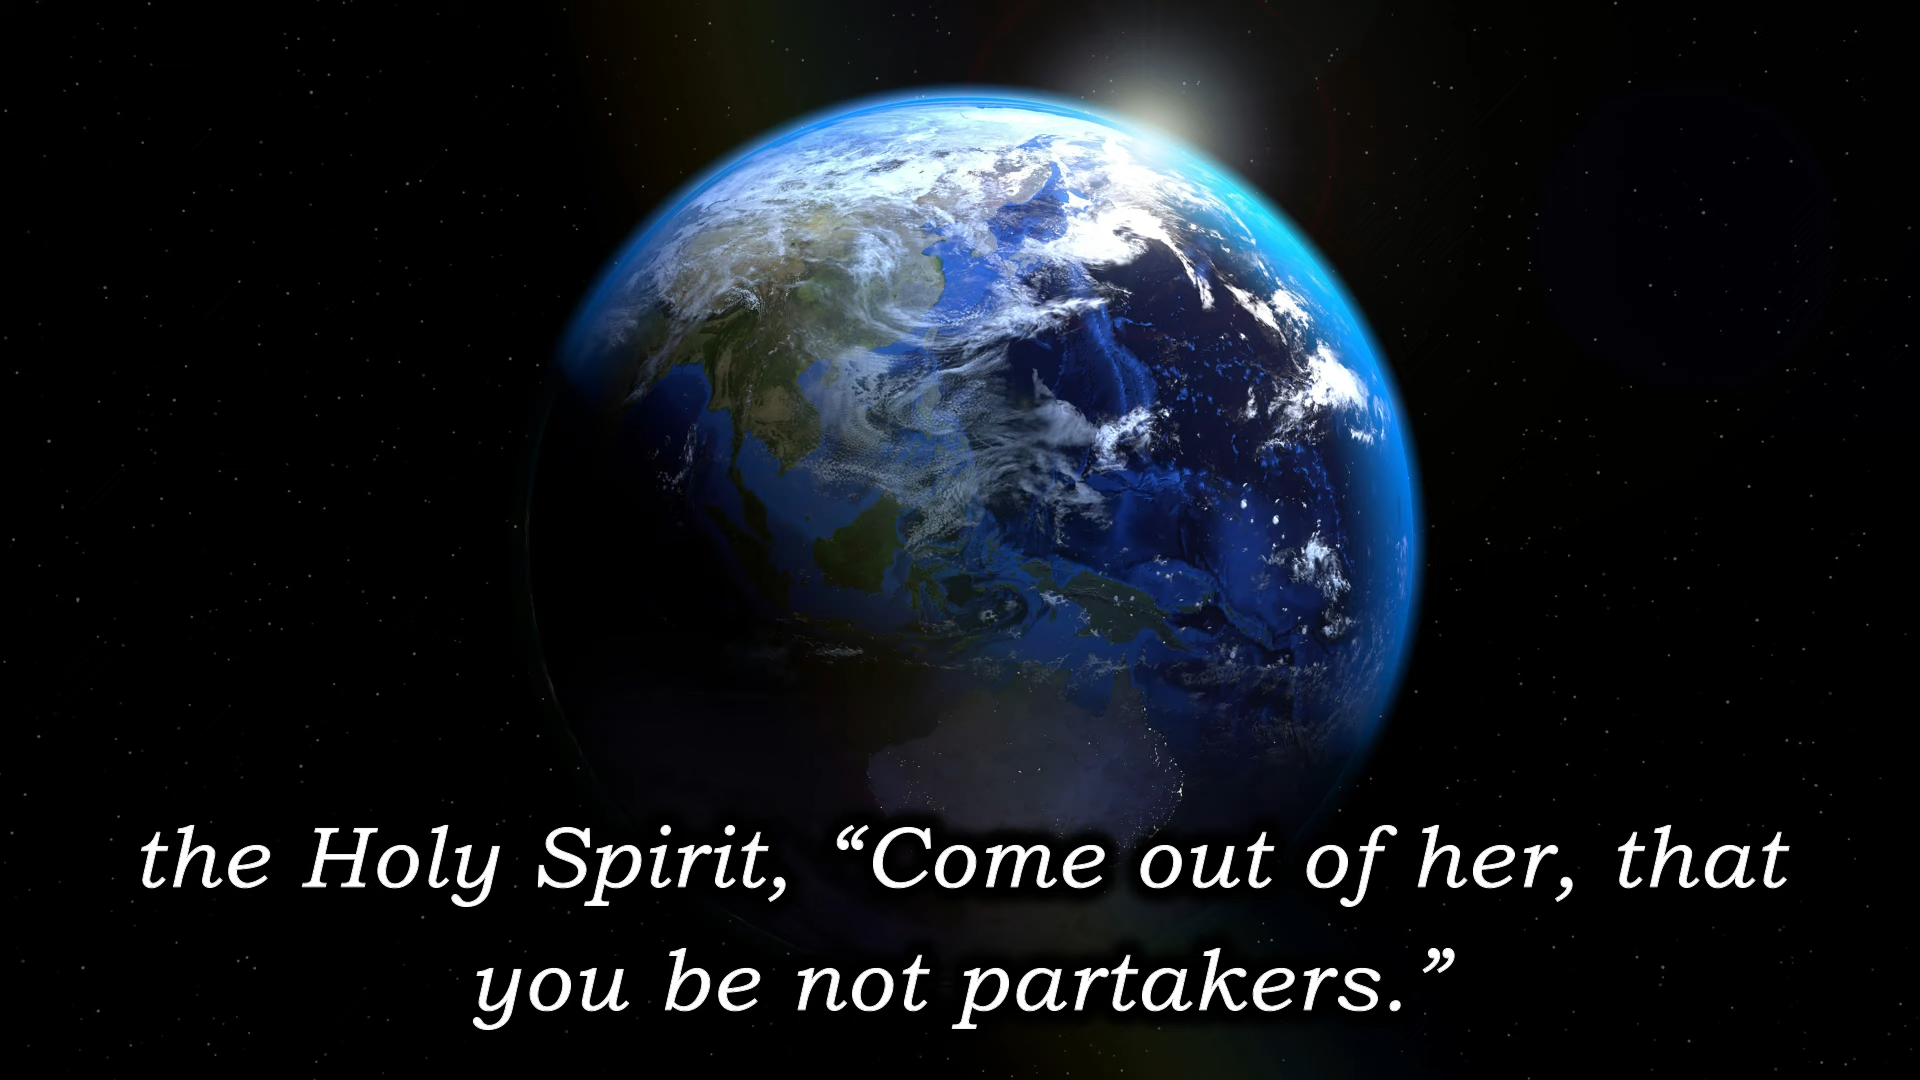 the Holy Spirit, “Come out of her, that
you be not partakers.”